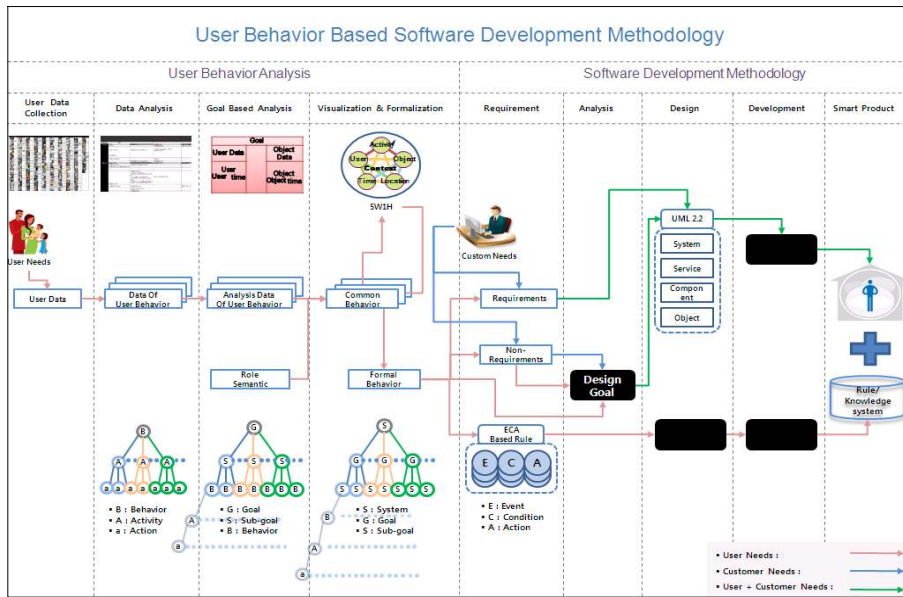 User Behavior Based Software Development Methodology
User Behavior Analysis
Software Development Methodology
User Data
Collection
Data Analysis
Goal Based Analysis
Visualization & Formalization
Requirement
Analysis
Design
Development
Smart Product
Goal
User Data
Object
Data
User
User time
Object
Object time
Activity
User
Object
Context
Time
Location
5W1H
User Needs
Custom Needs
UML 2.2
System
Service
Compon
ent
Object
User Data
Data Of
User Behavior
Analysis Data
Of User Behavior
Common
Behavior
Requirements
Role
Semantic
Formal
Behavior
Non-
Requirements
Design
Goal
Rule/
Knowledge
system
ECA
Based Rule
E C A
B
A A A
a a a a a a a
G
S S S
B B B B B B B
S
G G G
S S S S S S S
A
a
B
A
a
▪ B : Behavior
▪ A : Activity
▪ a : Action
▪ G : Goal
▪ S : Sub-goal
▪ B : Behavior
▪ S : System
▪ G : Goal
▪ S : Sub-goal
▪ E : Event
▪ C : Condition
▪ A : Action
▪ User Needs :
▪ Customer Needs :
▪ User + Customer Needs :